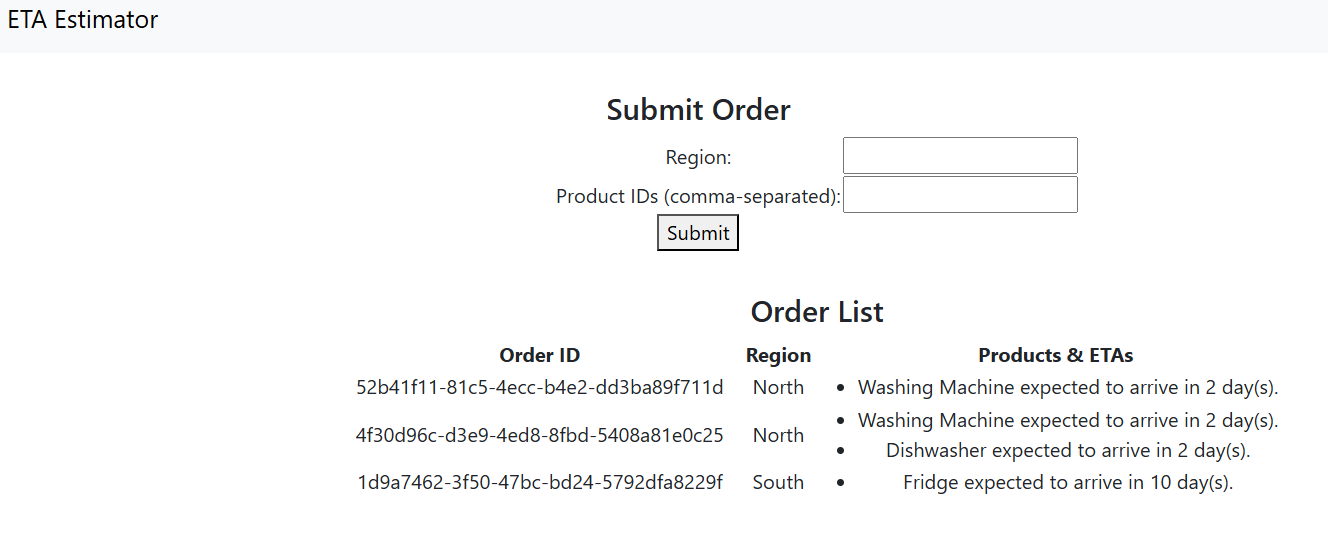 ETA Estimator
Submit Order
Region:
Product IDs (comma-separated):
Submit
Order List
Order ID Region Products & ETAs
52b41f11-81c5-4ecc-b4e2-dd3ba89f711d North • Washing Machine expected to arrive in 2 day(s).
4f30d96c-d3e9-4ed8-8fbd-5408a81e0c25 North • Washing Machine expected to arrive in 2 day(s).
• Dishwasher expected to arrive in 2 day(s).
1d9a7462-3f50-47bc-bd24-5792dfa8229f South • Fridge expected to arrive in 10 day(s).